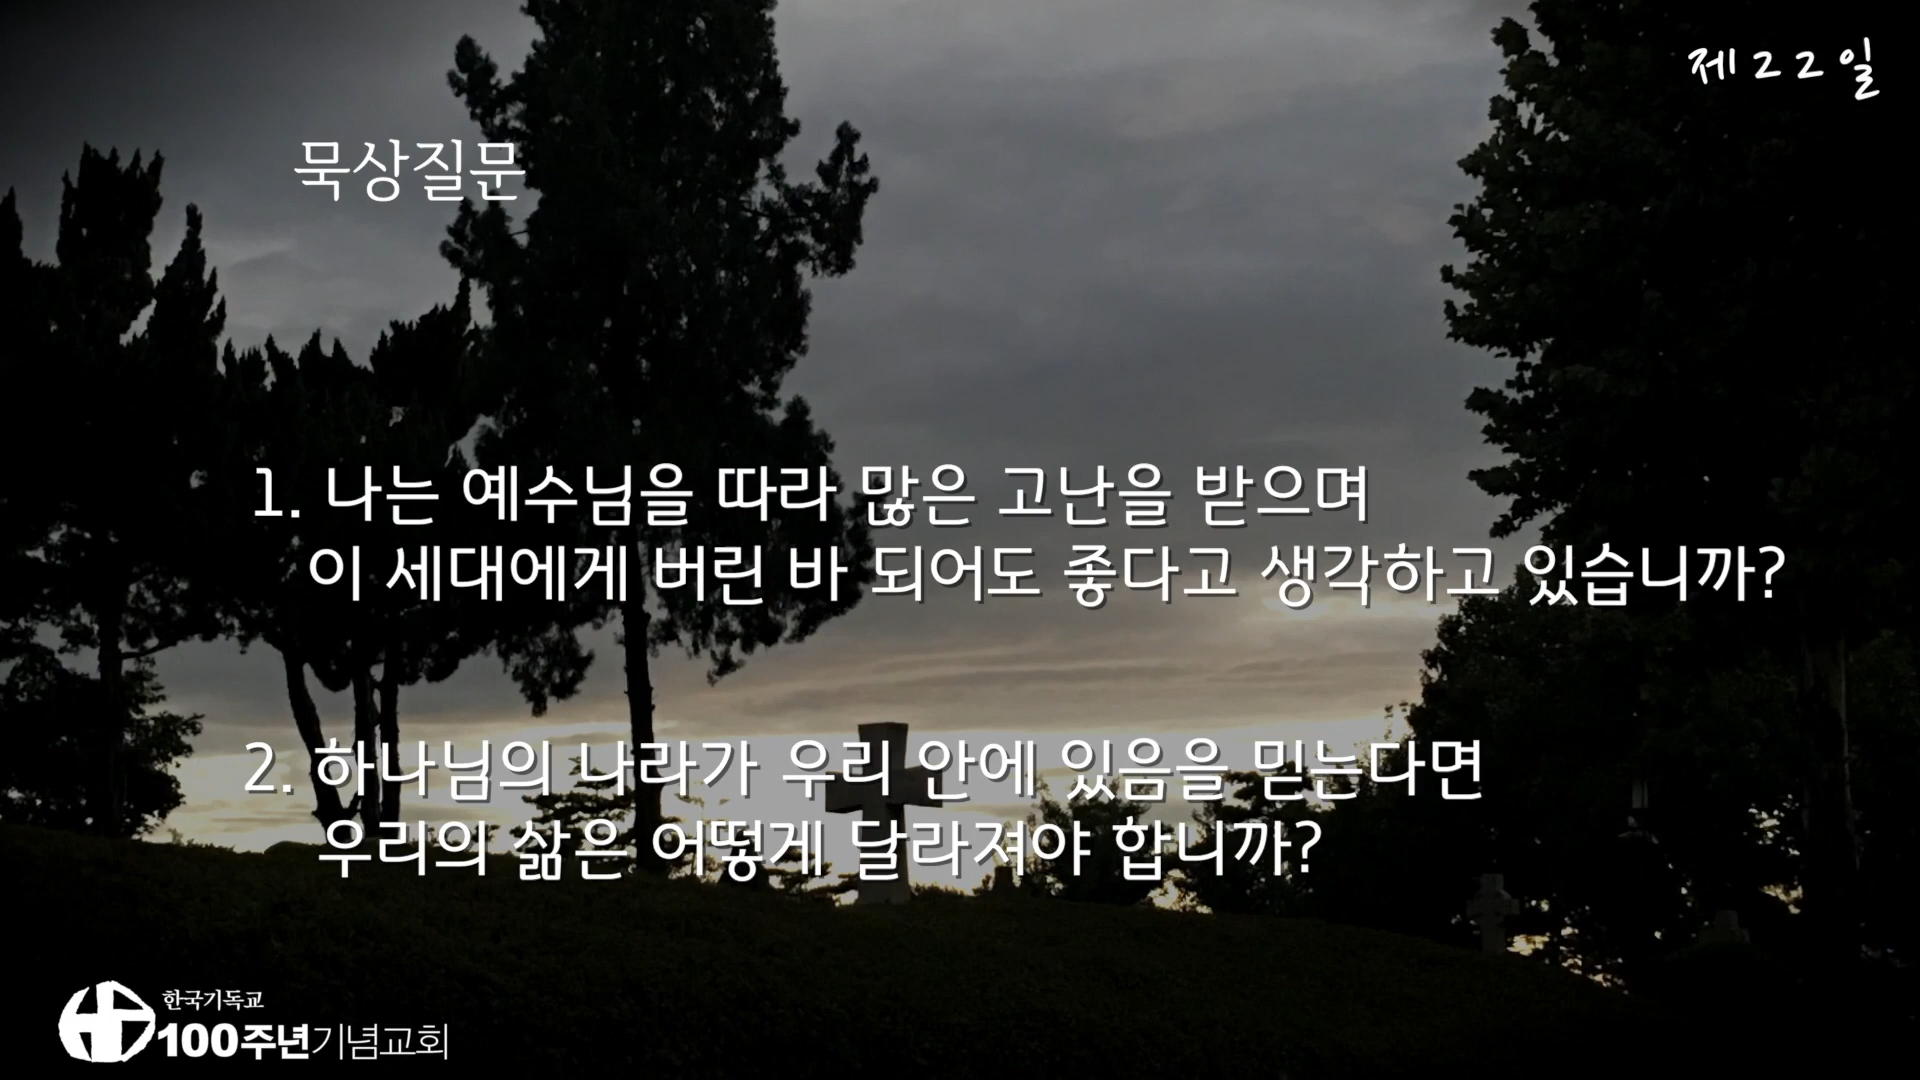 제22일
묵상질문
1. 나는 예수님을 따라 많은 고난을 받으며
이 세대에게 버린 바 되어도 좋다고 생각하고 있습니까?
2. 하나님의 나라가 우리 안에 있음을 믿는다면
우리의 삶은 어떻게 달라져야 합니까?
한국기독교
100주년기념교회